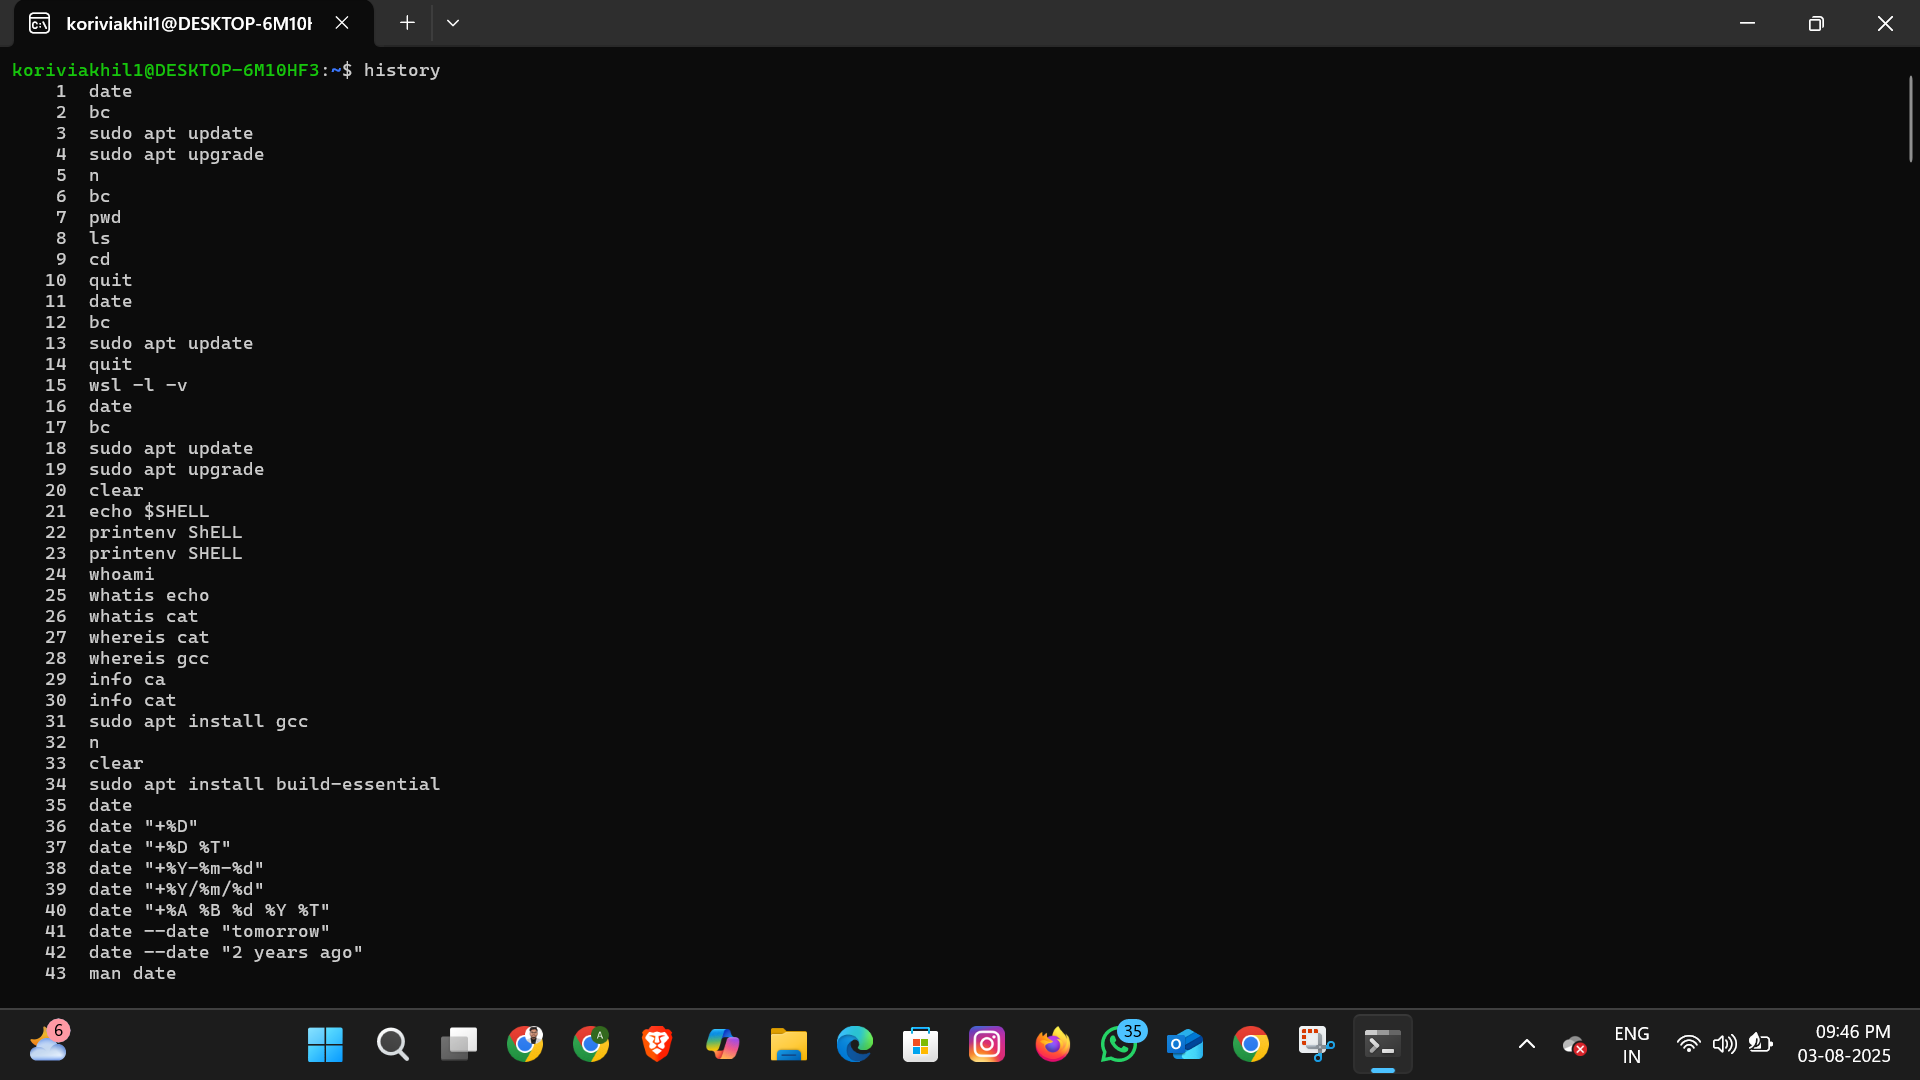 koriviakhil1@DESKTOP-6M10H
koriviakhil1@DESKTOP-6M10HF3:~$ history
1 date
2 bc
3 sudo apt update
4 sudo apt upgrade
5 n
6 bc
7 pwd
8 ls
9 cd
10 quit
11 date
12 bc
13 sudo apt update
14 quit
15 wsl -l -v
16 date
17 bc
18 sudo apt update
19 sudo apt upgrade
20 clear
21 echo $SHELL
22 printenv ShELL
23 printenv SHELL
24 whoami
25 whatis echo
26 whatis cat
27 whereis cat
28 whereis gcc
29 info ca
30 info cat
31 sudo apt install gcc
32 n
33 clear
34 sudo apt install build-essential
35 date
36 date "+%D"
37 date "+%D %T"
38 date "+%Y-%m-%d"
39 date "+%Y/%m/%d"
40 date "+%A %B %d %Y %T"
41 date --date "tomorrow"
42 date --date "2 years ago"
43 man date
6
A
35
ENG
IN
09:46 PM
03-08-2025